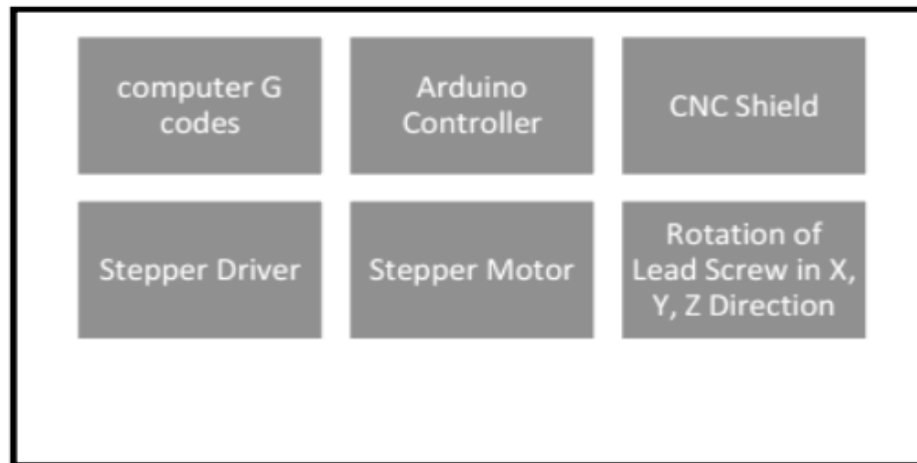 computer G
codes
Arduino
Controller
CNC Shield
Stepper Driver
Stepper Motor
Rotation of
Lead Screw in X,
Y, Z Direction